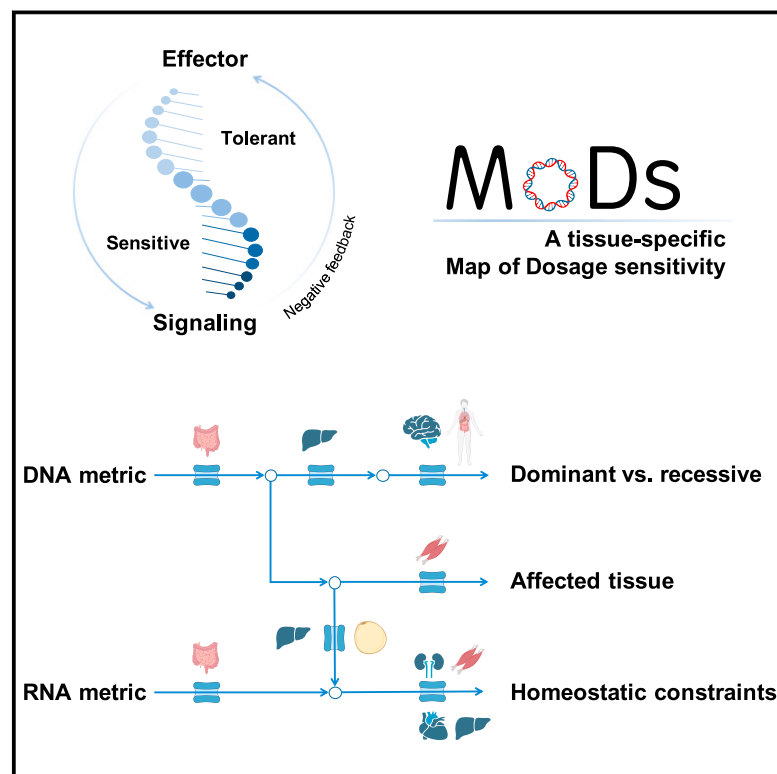 Effector
Tolerant
Sensitive
Negative feedback
Signaling
MoDs
A tissue-specific
Map of Dosage sensitivity
DNA metric
Dominant vs. recessive
Affected tissue
RNA metric
Homeostatic constraints